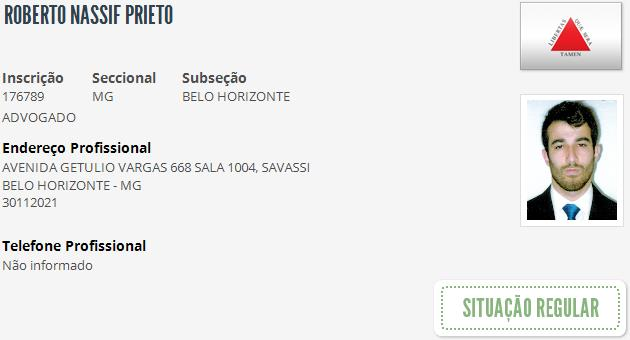 ROBERTO NASSIF PRIETO
LIBERTAS QUÆ SERA
TAMEN
Inscrição Seccional Subseção
176789 MG BELO HORIZONTE
ADVOGADO
Endereço Profissional
AVENIDA GETULIO VARGAS 668 SALA 1004, SAVASSI
BELO HORIZONTE - MG
30112021
Telefone Profissional
Não informado
SITUAÇÃO REGULAR